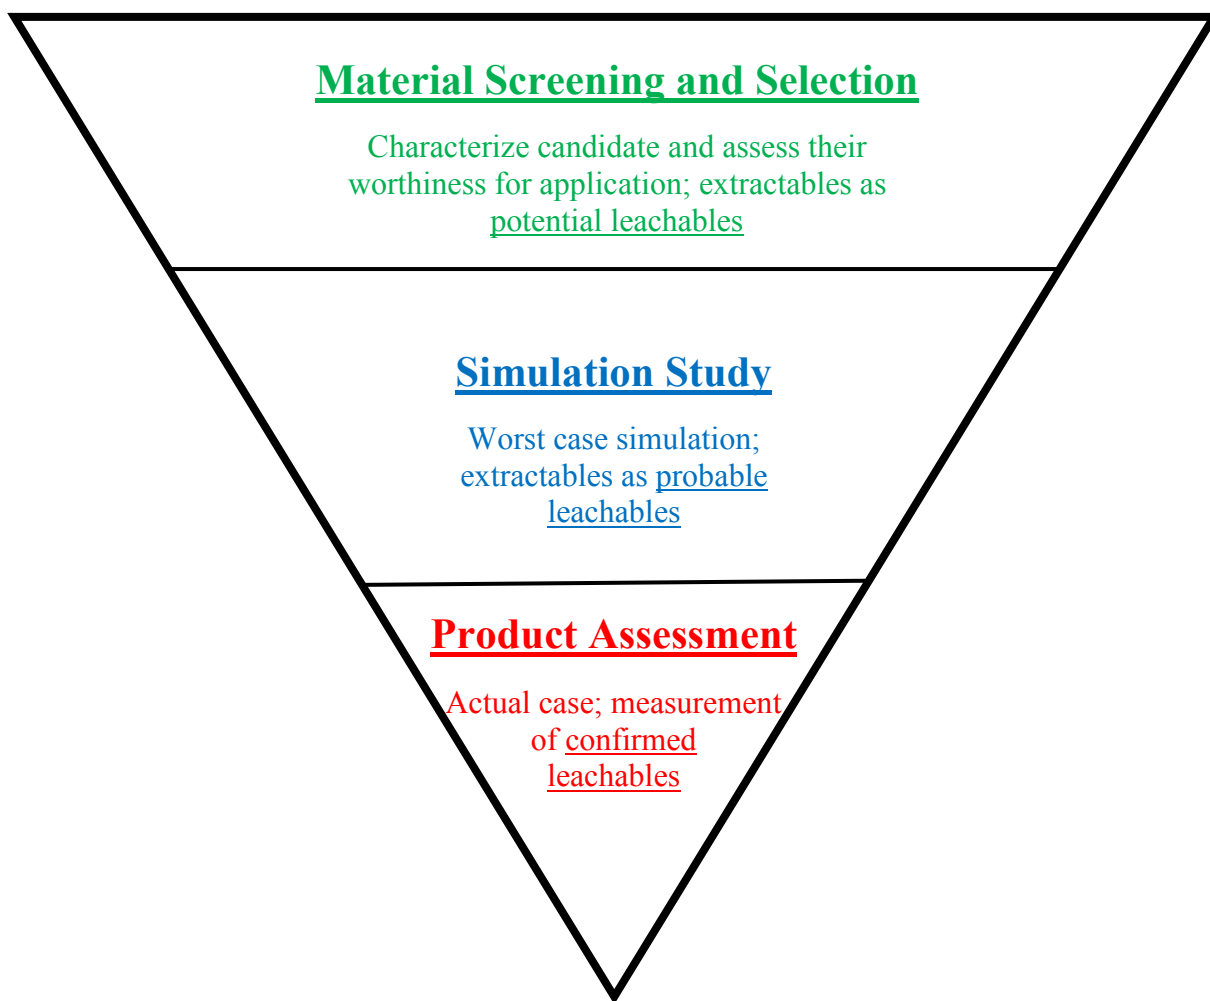 Material Screening and Selection
Characterize candidate and assess their
worthiness for application; extractables as
potential leachables
Simulation Study
Worst case simulation;
extractables as probable
leachables
Product Assessment
Actual case; measurement
of confirmed
leachables